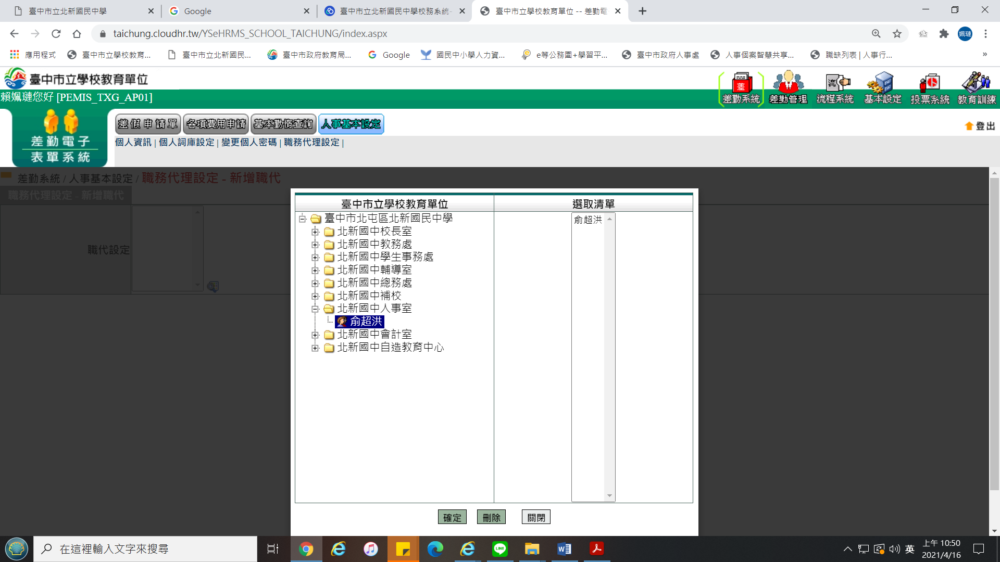 臺中市立北新國民中學
Google
臺中市立北新國民中學校務系統-
臺中市立學校教育單位 -- 差勤電
taichung.cloudhr.tw/YSeHRMS_SCHOOL_TAICHUNG/index.aspx
姵璉
應用程式
臺中市立學校教育...
臺中市立北新國民...
臺中市政府教育局...
Google
國民中小學人力資...
e等公務園+學習平...
臺中市政府人事處
人事個案智慧共享...
職缺列表 | 人事行...
»
臺中市立學校教育單位
賴姵璉您好 [PEMIS_TXG_AP01]
差
流
差勤系統
差勤管理
流程系統
基本設定
投票系統
教育訓練
差勤電子
表單系統
差 假 申 請 單
各項費用申請
基本勤惰查詢
人事基本設定
登出
個人資訊 | 個人詞庫設定 | 變更個人密碼 | 職務代理設定 |
差勤系統 / 人事基本設定 / 職務代理設定 - 新增職代
職務代理設定 - 新增職代
職代設定
臺中市立學校教育單位
選取清單
臺中市北屯區北新國民中學
俞超洪
北新國中校長室
北新國中教務處
北新國中學生事務處
北新國中輔導室
北新國中總務處
北新國中補校
北新國中人事室
俞超洪
北新國中會計室
北新國中自造教育中心
確定
刪除
關閉
在這裡輸入文字來搜尋
LINE
英
上午 10:50
2021/4/16